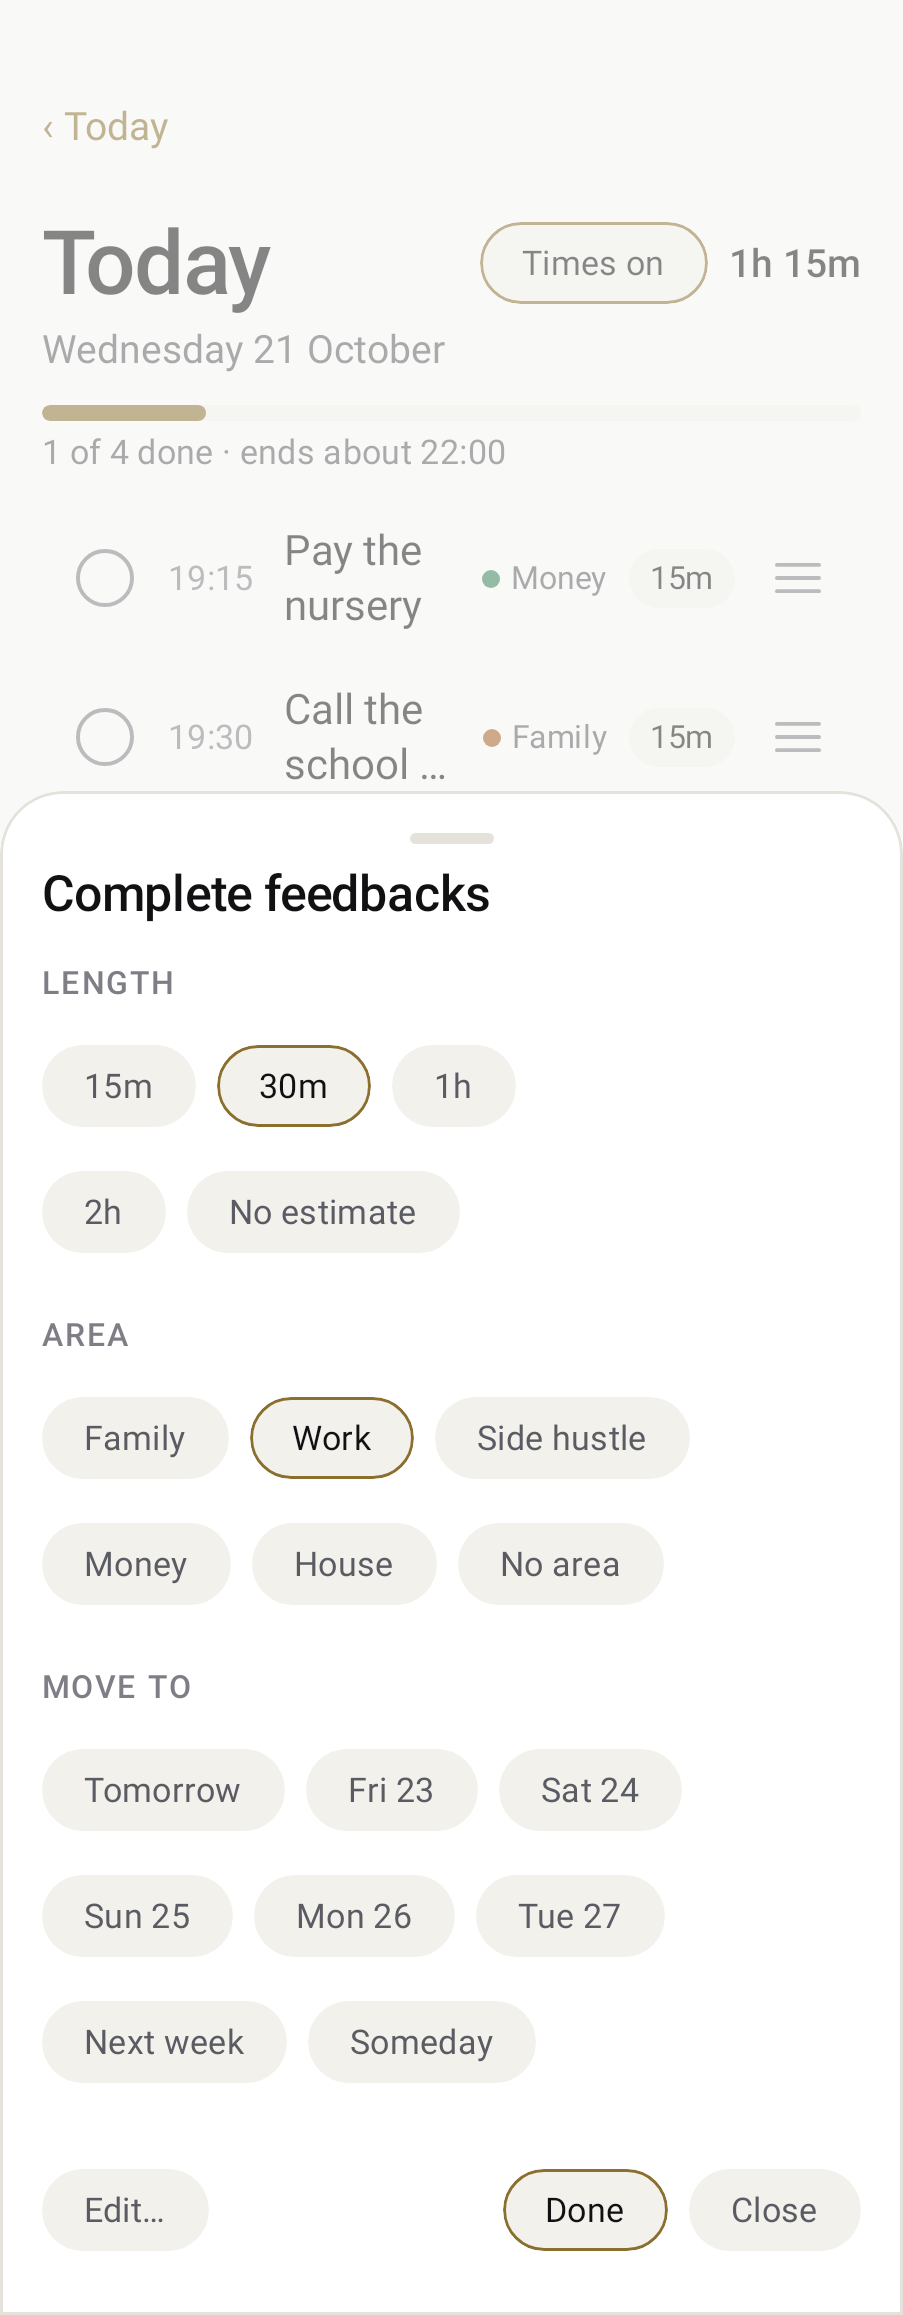 ‹ Today
Today
Times on
1h 15m
Wednesday 21 October
1 of 4 done · ends about 22:00
19:15 Pay the nursery Money 15m
19:30 Call the school ... Family 15m
Complete feedbacks
LENGTH
15m 30m 1h
2h No estimate
AREA
Family Work Side hustle
Money House No area
MOVE TO
Tomorrow Fri 23 Sat 24
Sun 25 Mon 26 Tue 27
Next week Someday
Edit... Done Close